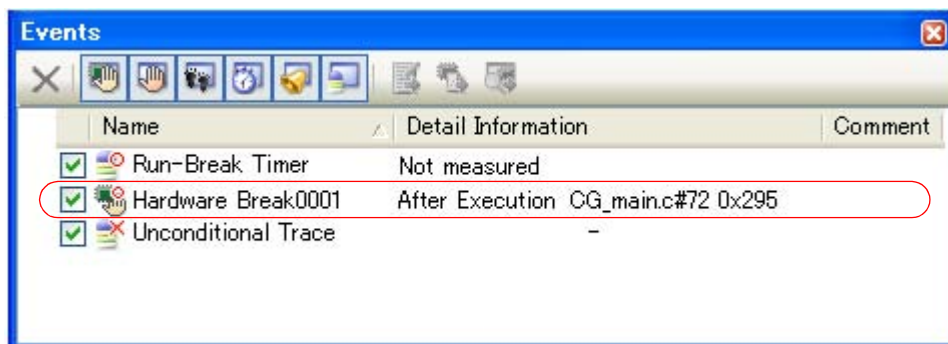 Events
Name Detail Information Comment
Run-Break Timer Not measured
Hardware Break0001 After Execution CG_main.c#72 0x295
Unconditional Trace -